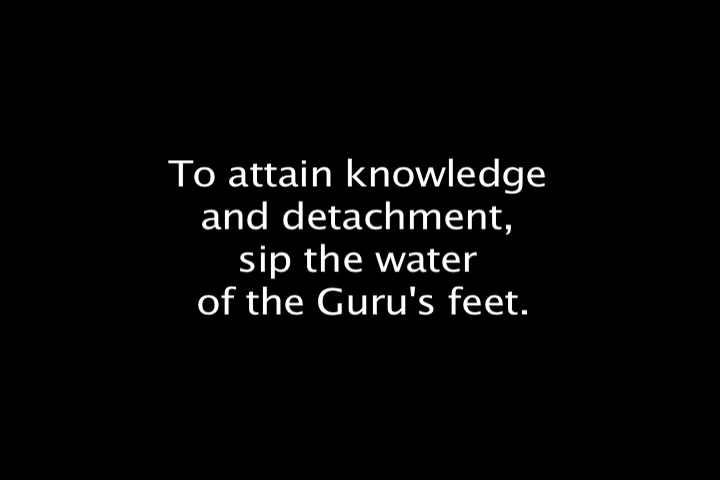 To attain knowledge
and detachment,
sip the water
of the Guru's feet.